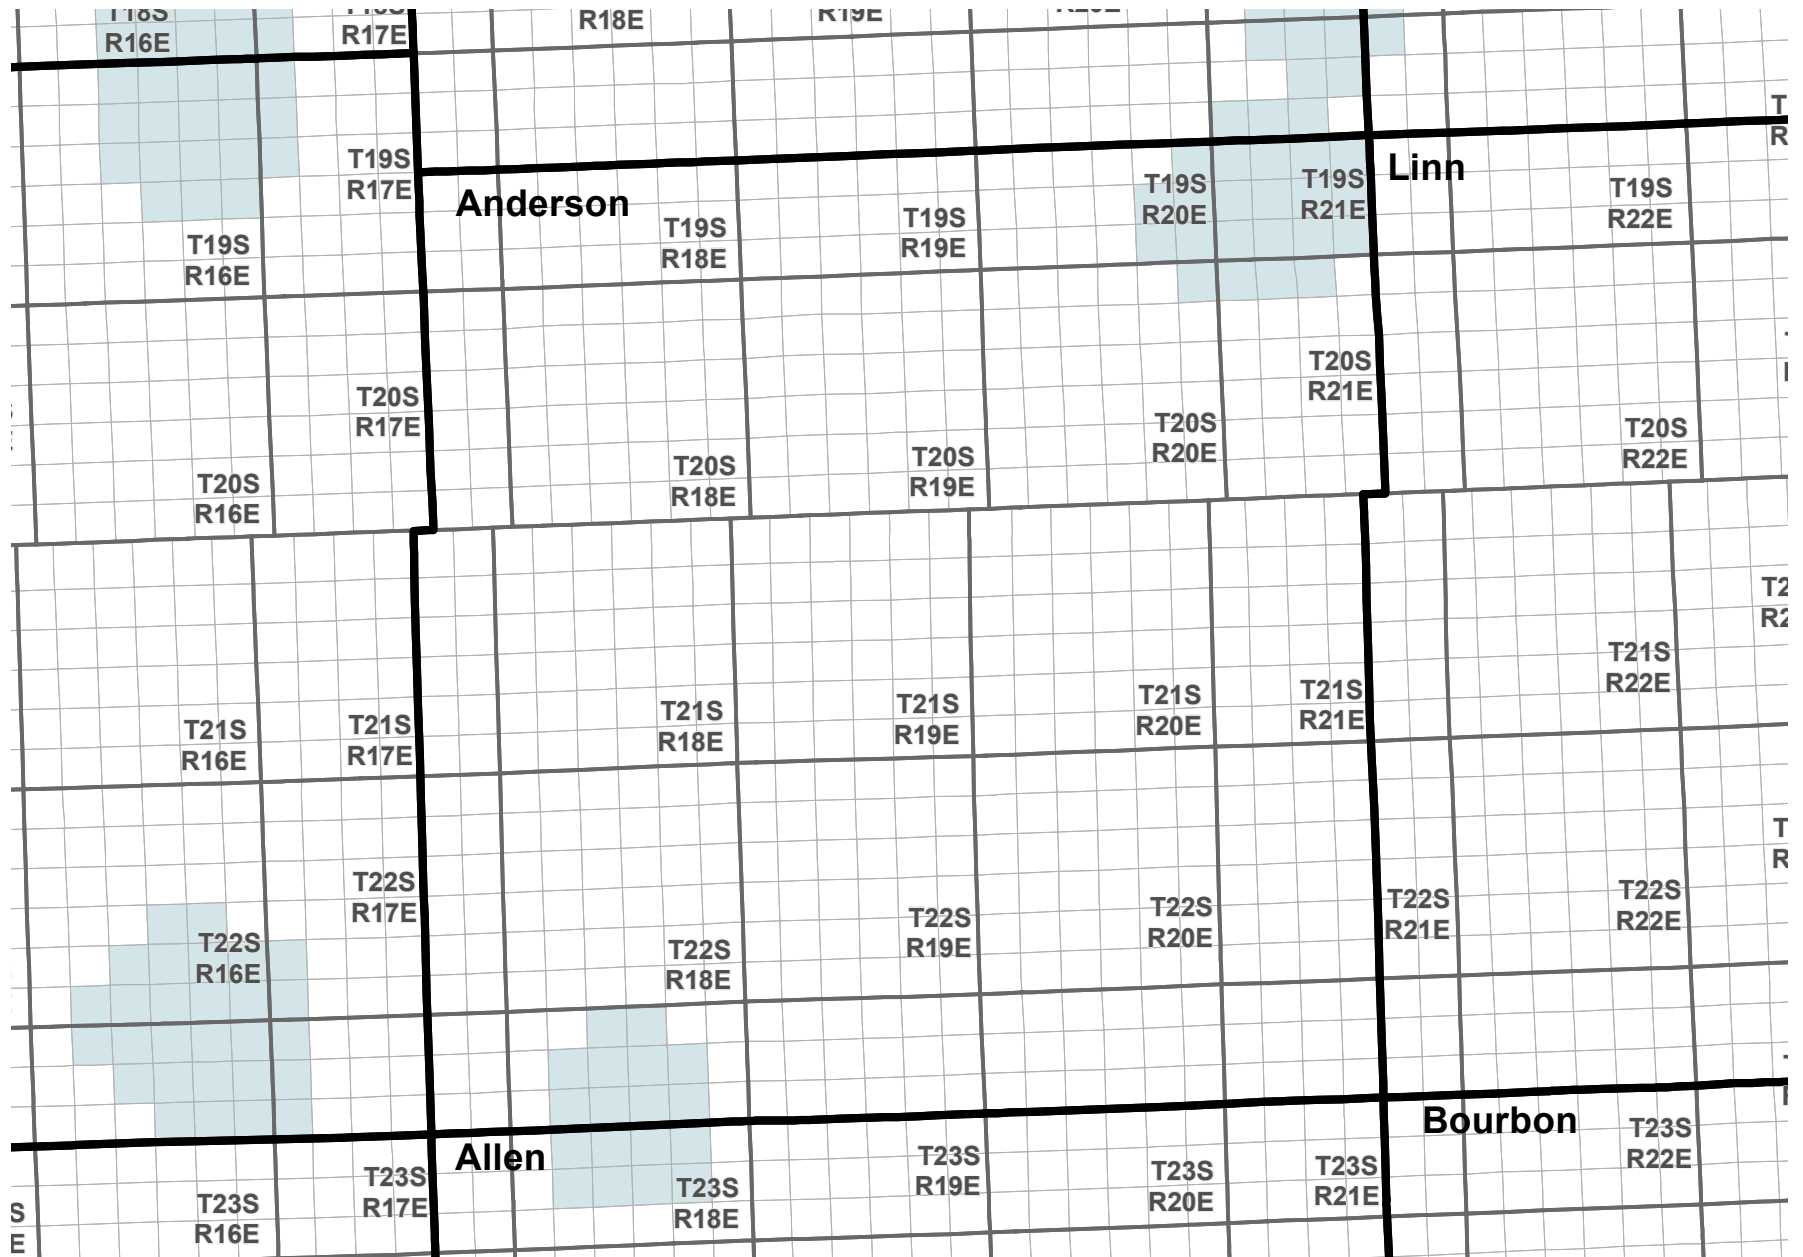 T18S
R16E
R17E
R18E
R19E
T19S
R17E
T19S
R16E
Anderson
T19S
R18E
T19S
R19E
T19S
R20E
T19S
R21E
Linn
T19S
R22E
T20S
R17E
T20S
R16E
T20S
R18E
T20S
R19E
T20S
R20E
T20S
R21E
T20S
R22E
T21S
R16E
T21S
R17E
T21S
R18E
T21S
R19E
T21S
R20E
T21S
R21E
T21S
R22E
T22S
R16E
T22S
R17E
T22S
R18E
T22S
R19E
T22S
R20E
T22S
R21E
T22S
R22E
Allen
Bourbon
T23S
R16E
T23S
R17E
T23S
R18E
T23S
R19E
T23S
R20E
T23S
R21E
T23S
R22E